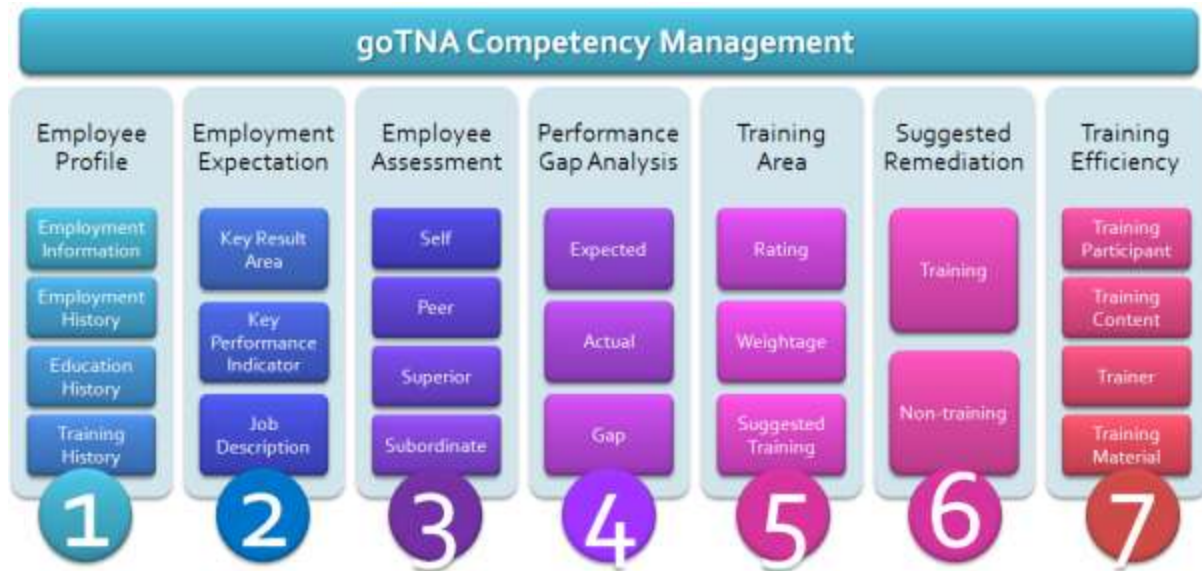 goTNA Competency Management
Employee
Profile
Employment
Information
Employment
History
Education
History
Training
History
1
Employment
Expectation
Key Result
Area
Key
Performance
Indicator
Job
Description
2
Employee
Assessment
Self
Peer
Superior
Subordinate
3
Performance
Gap Analysis
Expected
Actual
Gap
4
Training
Area
Rating
Weightage
Suggested
Training
5
Suggested
Remediation
Training
Non-training
6
Training
Efficiency
Training
Participant
Training
Content
Trainer
Training
Material
7